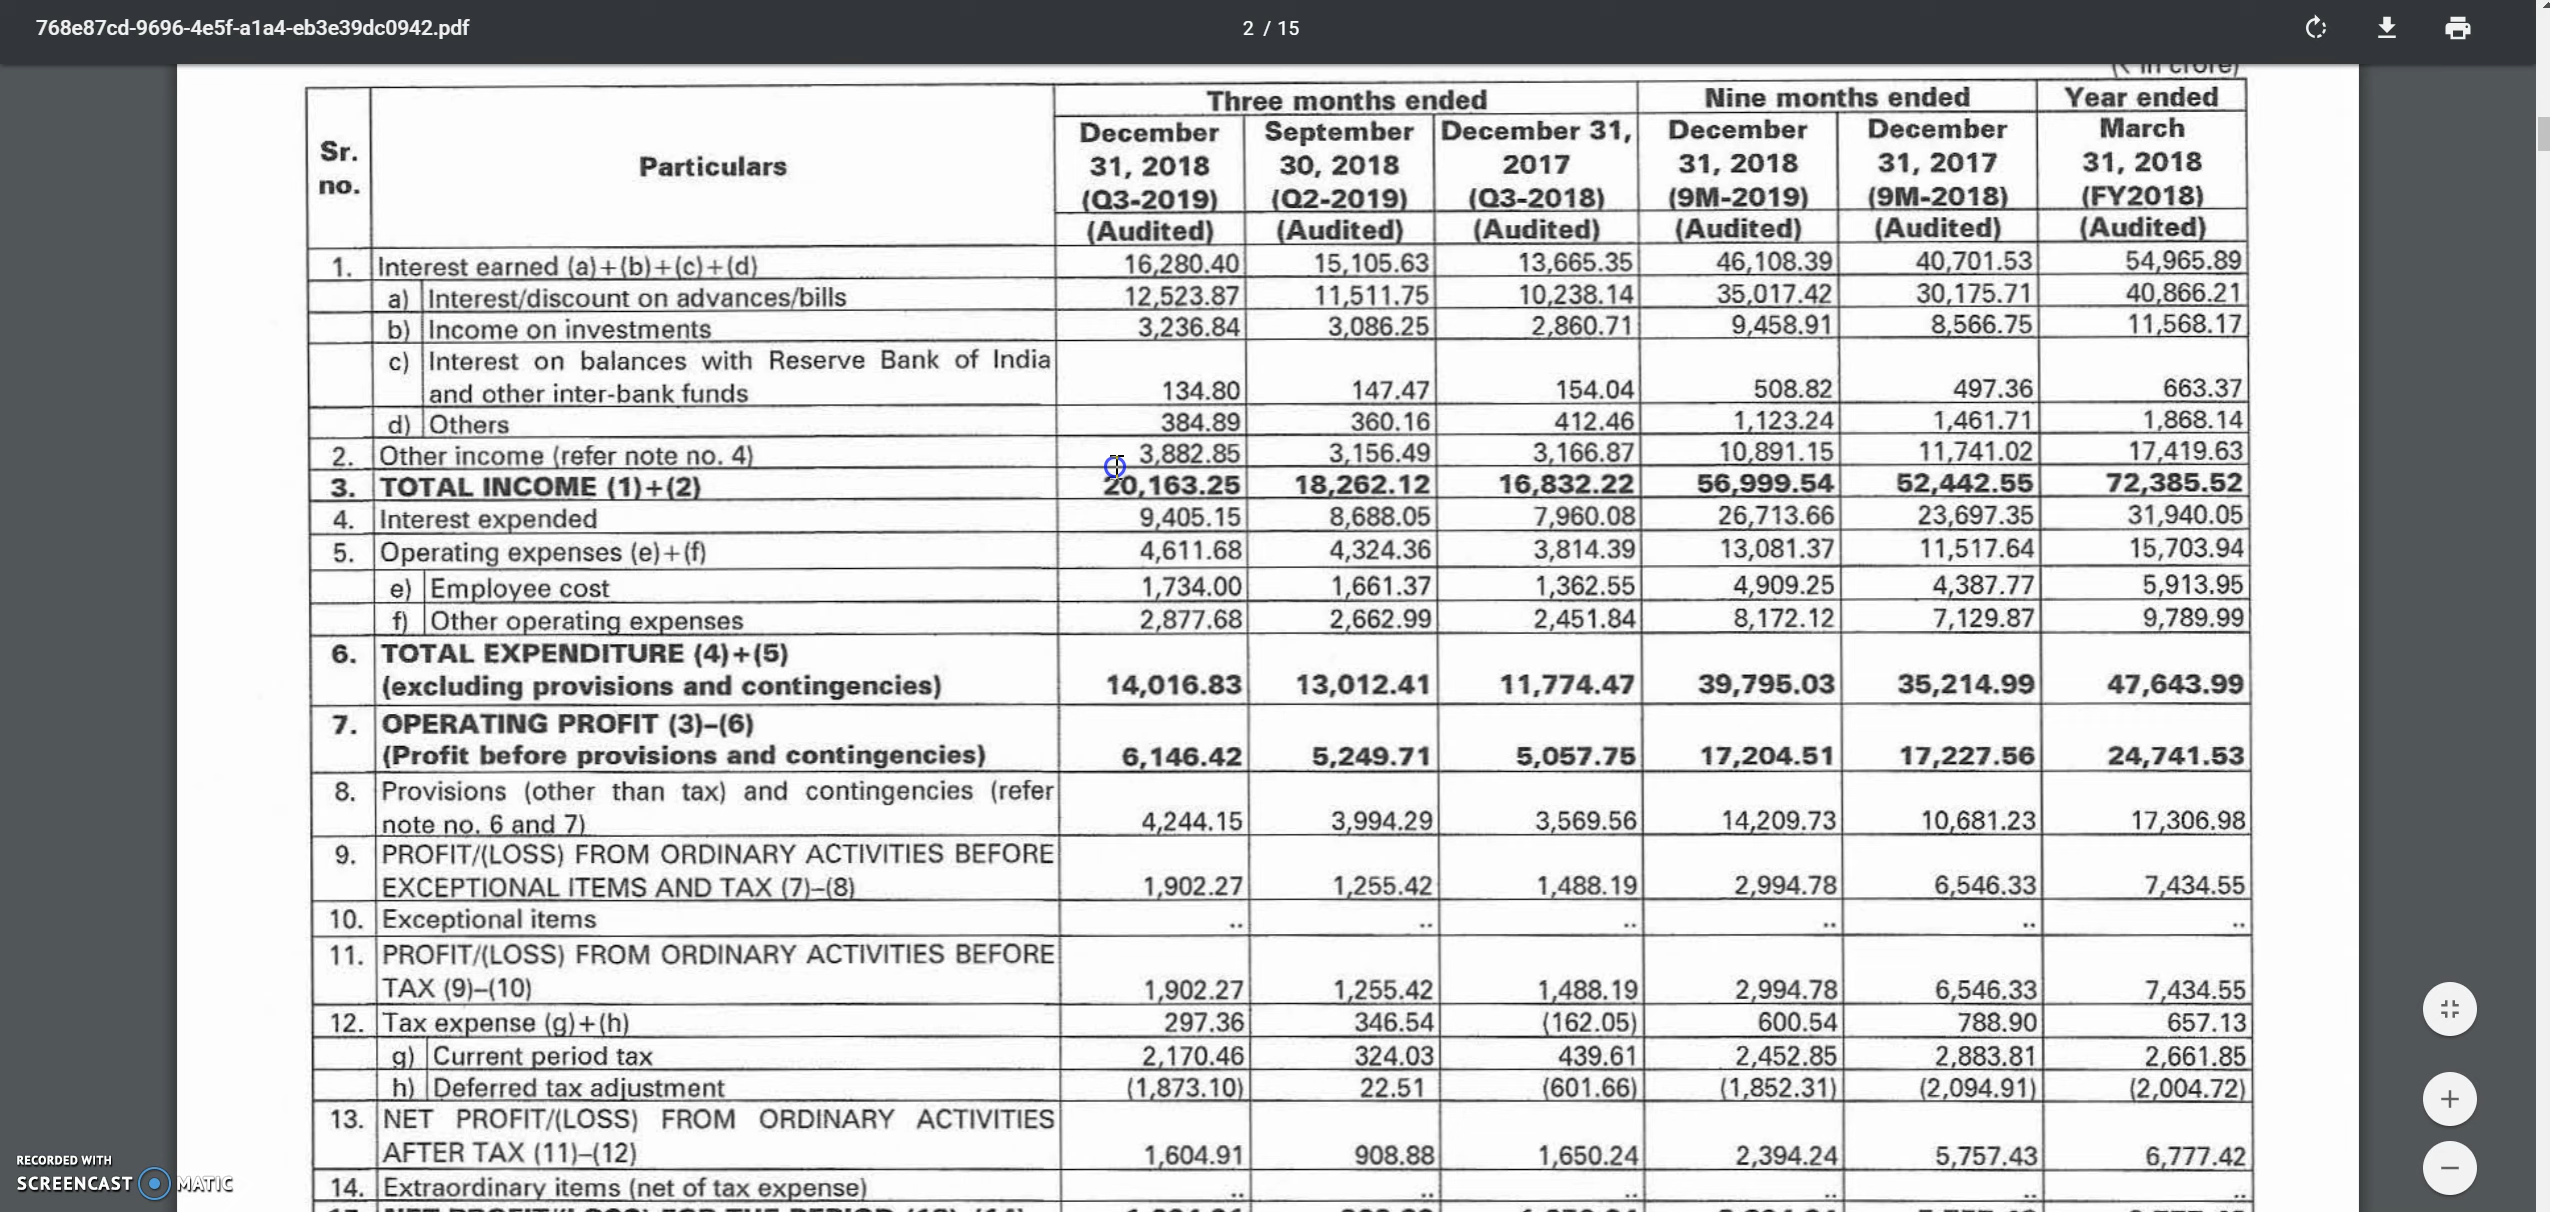 768e87cd-9696-4e5f-a1a4-eb3e39dc0942.pdf
2 / 15
(₹ in crore)
Sr. no. Particulars Three months ended Nine months ended Year ended
December 31, 2018 (Q3-2019) (Audited) September 30, 2018 (Q2-2019) (Audited) December 31, 2017 (Q3-2018) (Audited) December 31, 2018 (9M-2019) (Audited) December 31, 2017 (9M-2018) (Audited) March 31, 2018 (FY2018) (Audited)
1. Interest earned (a)+(b)+(c)+(d) 16,280.40 15,105.63 13,665.35 46,108.39 40,701.53 54,965.89
a) Interest/discount on advances/bills 12,523.87 11,511.75 10,238.14 35,017.42 30,175.71 40,866.21
b) Income on investments 3,236.84 3,086.25 2,860.71 9,458.91 8,566.75 11,568.17
c) Interest on balances with Reserve Bank of India
and other inter-bank funds 134.80 147.47 154.04 508.82 497.36 663.37
d) Others 384.89 360.16 412.46 1,123.24 1,461.71 1,868.14
2. Other income (refer note no. 4) 3,882.85 3,156.49 3,166.87 10,891.15 11,741.02 17,419.63
3. TOTAL INCOME (1)+(2) 20,163.25 18,262.12 16,832.22 56,999.54 52,442.55 72,385.52
4. Interest expended 9,405.15 8,688.05 7,960.08 26,713.66 23,697.35 31,940.05
5. Operating expenses (e)+(f) 4,611.68 4,324.36 3,814.39 13,081.37 11,517.64 15,703.94
e) Employee cost 1,734.00 1,661.37 1,362.55 4,909.25 4,387.77 5,913.95
f) Other operating expenses 2,877.68 2,662.99 2,451.84 8,172.12 7,129.87 9,789.99
6. TOTAL EXPENDITURE (4)+(5)
(excluding provisions and contingencies) 14,016.83 13,012.41 11,774.47 39,795.03 35,214.99 47,643.99
7. OPERATING PROFIT (3)–(6)
(Profit before provisions and contingencies) 6,146.42 5,249.71 5,057.75 17,204.51 17,227.56 24,741.53
8. Provisions (other than tax) and contingencies (refer
note no. 6 and 7) 4,244.15 3,994.29 3,569.56 14,209.73 10,681.23 17,306.98
9. PROFIT/(LOSS) FROM ORDINARY ACTIVITIES BEFORE
EXCEPTIONAL ITEMS AND TAX (7)–(8) 1,902.27 1,255.42 1,488.19 2,994.78 6,546.33 7,434.55
10. Exceptional items .. .. .. .. .. ..
11. PROFIT/(LOSS) FROM ORDINARY ACTIVITIES BEFORE
TAX (9)–(10) 1,902.27 1,255.42 1,488.19 2,994.78 6,546.33 7,434.55
12. Tax expense (g)+(h) 297.36 346.54 (162.05) 600.54 788.90 657.13
g) Current period tax 2,170.46 324.03 439.61 2,452.85 2,883.81 2,661.85
h) Deferred tax adjustment (1,873.10) 22.51 (601.66) (1,852.31) (2,094.91) (2,004.72)
13. NET PROFIT/(LOSS) FROM ORDINARY ACTIVITIES
AFTER TAX (11)–(12) 1,604.91 908.88 1,650.24 2,394.24 5,757.43 6,777.42
14. Extraordinary items (net of tax expense) .. .. .. .. .. ..
RECORDED WITH
SCREENCAST MATIC